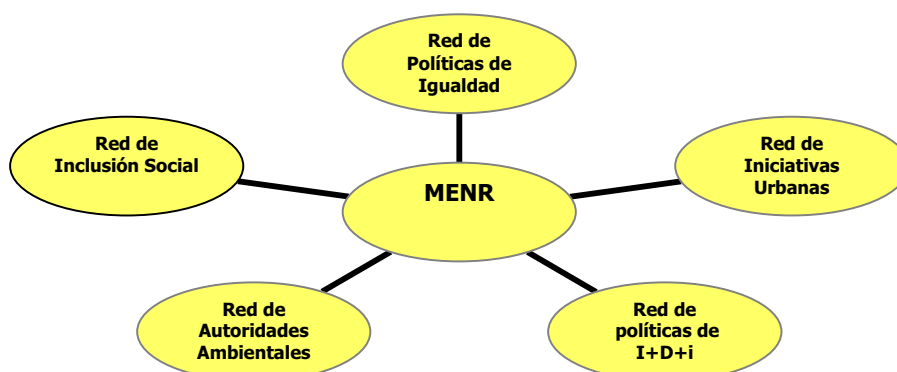 Red de
Políticas de
Igualdad
Red de
Inclusión Social
Red de
Iniciativas
Urbanas
MENR
Red de
Autoridades
Ambientales
Red de
políticas de
I+D+i